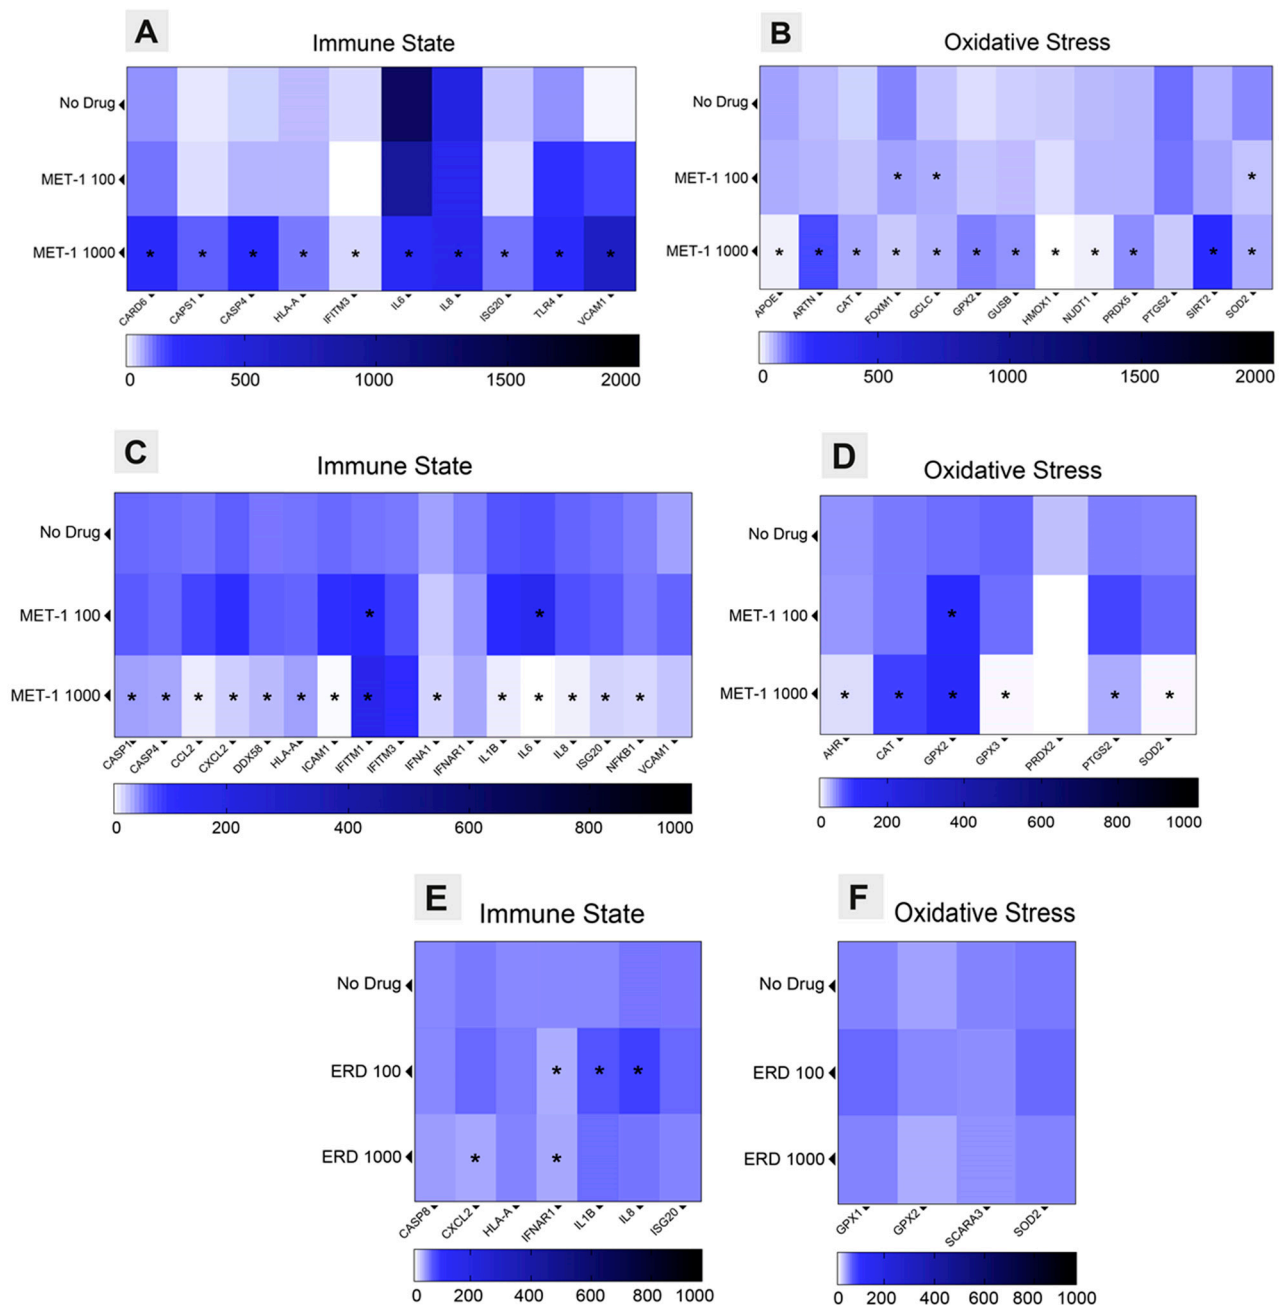 A
Immune State
No Drug
MET-1 100
MET-1 1000
* * * * * * * * * *
CARD6 CAPS1 CASP4 HLA-A IFITM3 IL6 IL8 ISG20 TLR4 VCAM1
0 500 1000 1500 2000
B
Oxidative Stress
No Drug
MET-1 100
* * *
MET-1 1000
* * * * * * * * * * * *
APOE ARTN CAT FOXM1 GCLC GPX2 GUSB HMOX1 NUDT1 PRDX5 PTGS2 SIRT2 SOD2
0 500 1000 1500 2000
C
Immune State
No Drug
MET-1 100
* *
MET-1 1000
* * * * * * * * * * * * * *
CASP1 CASP4 CCL2 CXCL2 DDX58 HLA-A ICAM1 IFITM1 IFITM3 IFNA1 IFNAR1 IL1B IL6 IL8 ISG20 NFKB1 VCAM1
0 200 400 600 800 1000
D
Oxidative Stress
No Drug
MET-1 100
*
MET-1 1000
* * * * * *
AHR CAT GPX2 GPX3 PRDX2 PTGS2 SOD2
0 200 400 600 800 1000
E
Immune State
No Drug
ERD 100
* * *
ERD 1000
* *
CASP8 CXCL2 HLA-A IFNAR1 IL1B IL8 ISG20
0 200 400 600 800 1000
F
Oxidative Stress
No Drug
ERD 100
ERD 1000
GPX1 GPX2 SCARA3 SOD2
0 200 400 600 800 1000